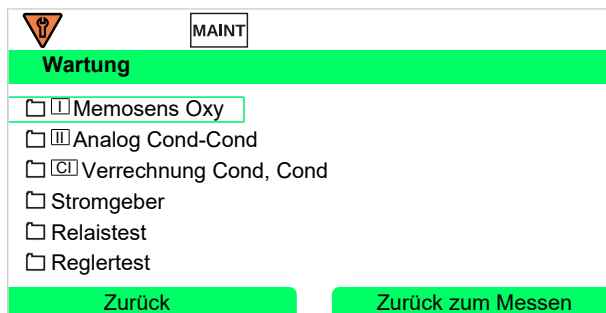 MAINT
Wartung
I Memosens Oxy
II Analog Cond-Cond
CI Verrechnung Cond, Cond
Stromgeber
Relaistest
Reglertest
Zurück Zurück zum Messen